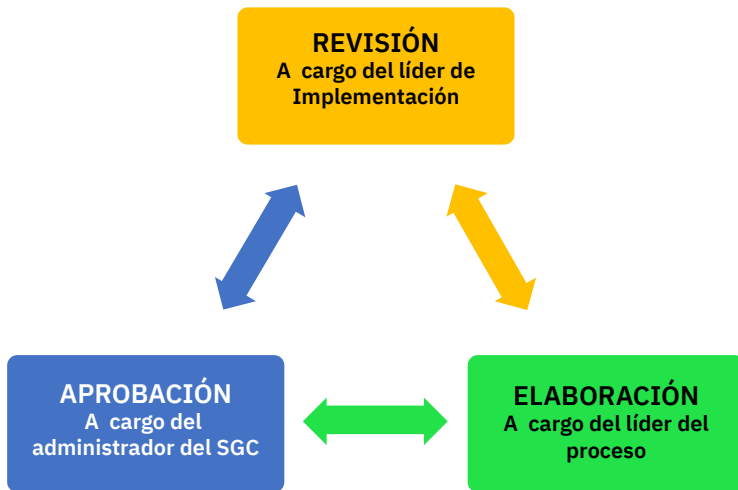 REVISIÓN
A cargo del líder de
Implementación
APROBACIÓN
A cargo del
administrador del SGC
ELABORACIÓN
A cargo del líder del
proceso